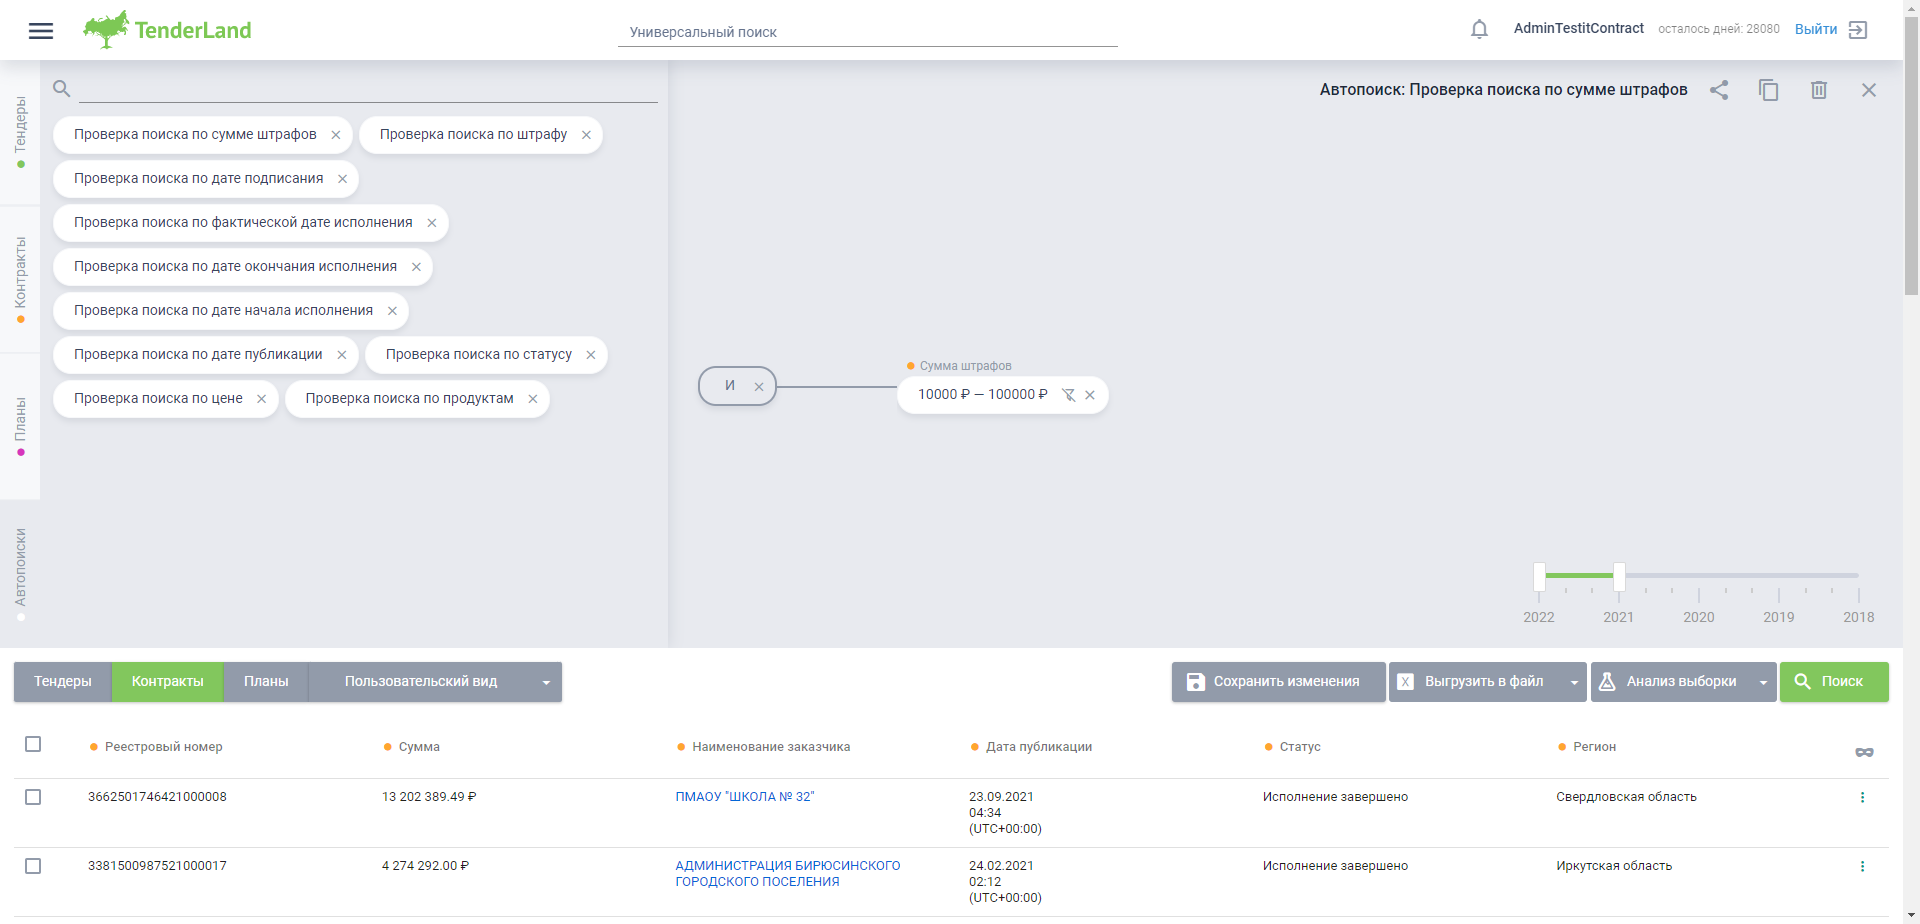 TenderLand
Универсальный поиск
AdminTestitContract
осталось дней: 28080
Выйти
Тендеры
Контракты
Планы
Автопоиски
Проверка поиска по сумме штрафов
Проверка поиска по штрафу
Проверка поиска по дате подписания
Проверка поиска по фактической дате исполнения
Проверка поиска по дате окончания исполнения
Проверка поиска по дате начала исполнения
Проверка поиска по дате публикации
Проверка поиска по статусу
Проверка поиска по цене
Проверка поиска по продуктам
Автопоиск: Проверка поиска по сумме штрафов
И
Сумма штрафов
10000 ₽ — 100000 ₽
2022 2021 2020 2019 2018
Тендеры
Контракты
Планы
Пользовательский вид
Сохранить изменения
X Выгрузить в файл
Анализ выборки
Поиск
Реестровый номер
Сумма
Наименование заказчика
Дата публикации
Статус
Регион
3662501746421000008
13 202 389.49 ₽
ПМАОУ "ШКОЛА № 32"
23.09.2021
04:34
(UTC+00:00)
Исполнение завершено
Свердловская область
3381500987521000017
4 274 292.00 ₽
АДМИНИСТРАЦИЯ БИРЮСИНСКОГО
ГОРОДСКОГО ПОСЕЛЕНИЯ
24.02.2021
02:12
(UTC+00:00)
Исполнение завершено
Иркутская область